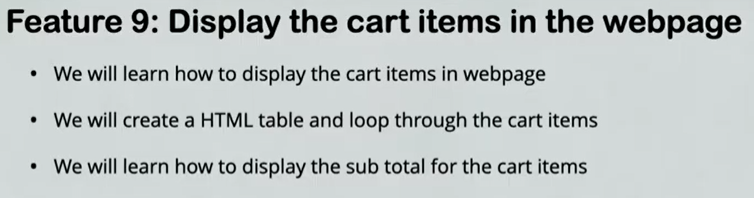 Feature 9: Display the cart items in the webpage
• We will learn how to display the cart items in webpage
• We will create a HTML table and loop through the cart items
• We will learn how to display the sub total for the cart items